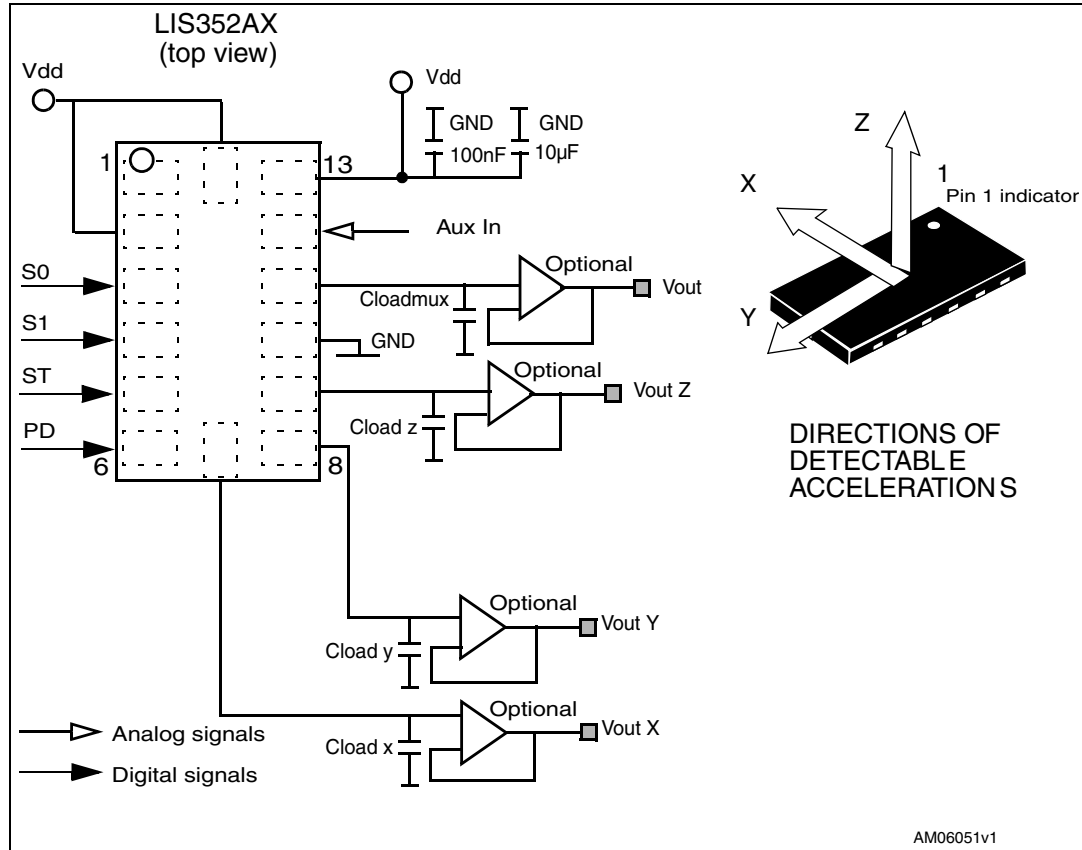 LIS352AX
(top view)
Vdd
Vdd
GND
GND
100nF
10µF
1
13
Aux In
S0
Optional
Cloadmux
Vout
S1
GND
ST
Optional
Vout Z
Cload z
PD
6
8
Optional
Vout Y
Cload y
Optional
Vout X
Cload x
Analog signals
Digital signals
Z
X
1
Pin 1 indicator
Y
DIRECTIONS OF
DETECTABLE
ACCELERATIONS
AM06051v1